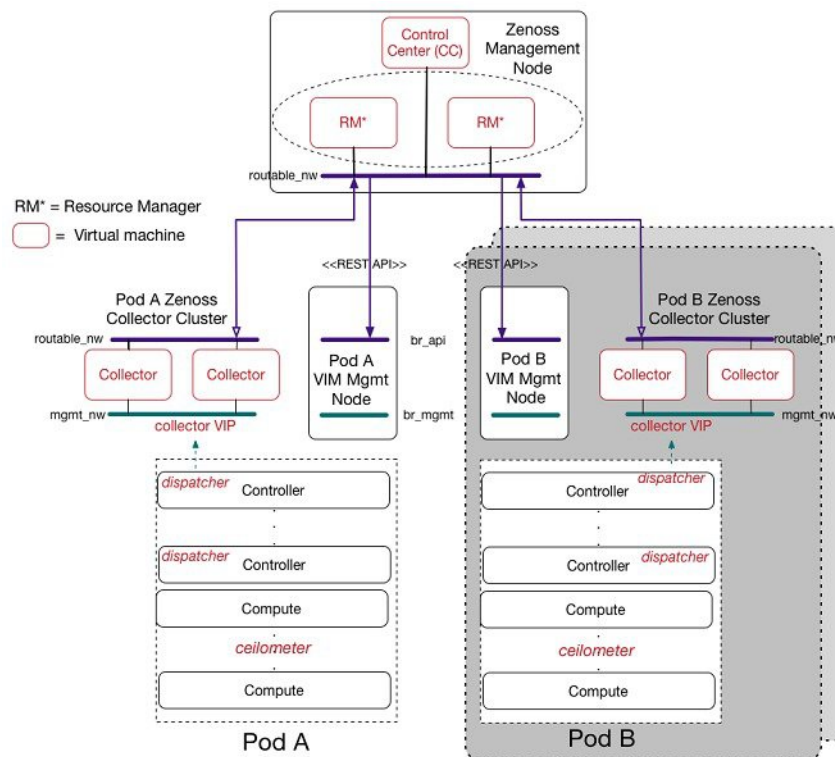 Control
Center (CC)
Zenoss
Management
Node
RM*
RM*
routable_nw
RM* = Resource Manager
= Virtual machine
<<REST API>>
<<REST API>>
Pod A Zenoss
Collector Cluster
Pod B Zenoss
Collector Cluster
routable_nw
br_api
routable_nw
Collector
Collector
Pod A
VIM Mgmt
Node
Pod B
VIM Mgmt
Node
Collector
Collector
mgmt_nw
br_mgmt
mgmt_nw
collector VIP
collector VIP
dispatcher
Controller
dispatcher
Controller
dispatcher
Controller
dispatcher
Controller
Compute
Compute
ceilometer
ceilometer
Compute
Compute
Pod A
Pod B